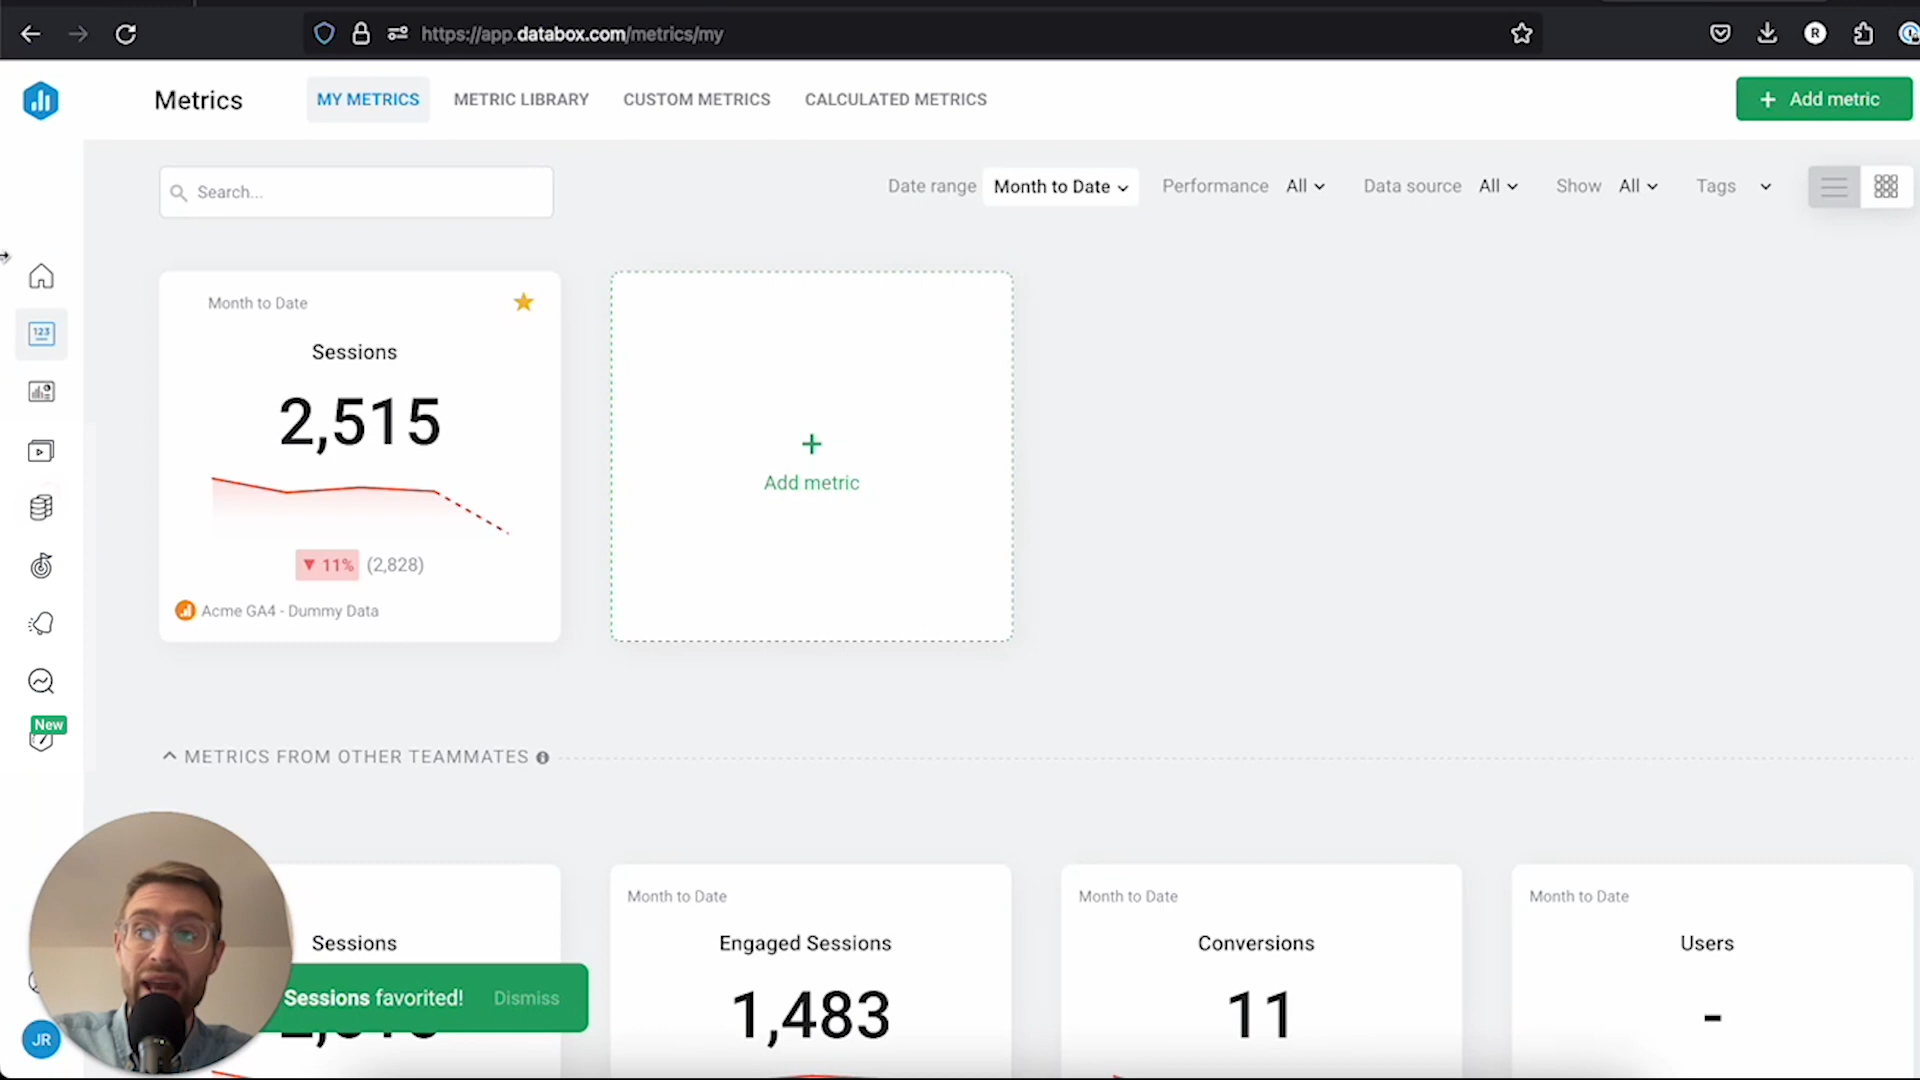 https://app.databox.com/metrics/my
R
Metrics
MY METRICS
METRIC LIBRARY
CUSTOM METRICS
CALCULATED METRICS
+ Add metric
Search...
Date range Month to Date
Performance All
Data source All
Show All
Tags
123
Month to Date
Sessions
2,515
▼ 11% (2,828)
Acme GA4 - Dummy Data
+
Add metric
New
METRICS FROM OTHER TEAMMATES
Month to Date
Month to Date
Month to Date
Sessions
Engaged Sessions
Conversions
Users
Sessions favorited! Dismiss
1,483
11
-
JR